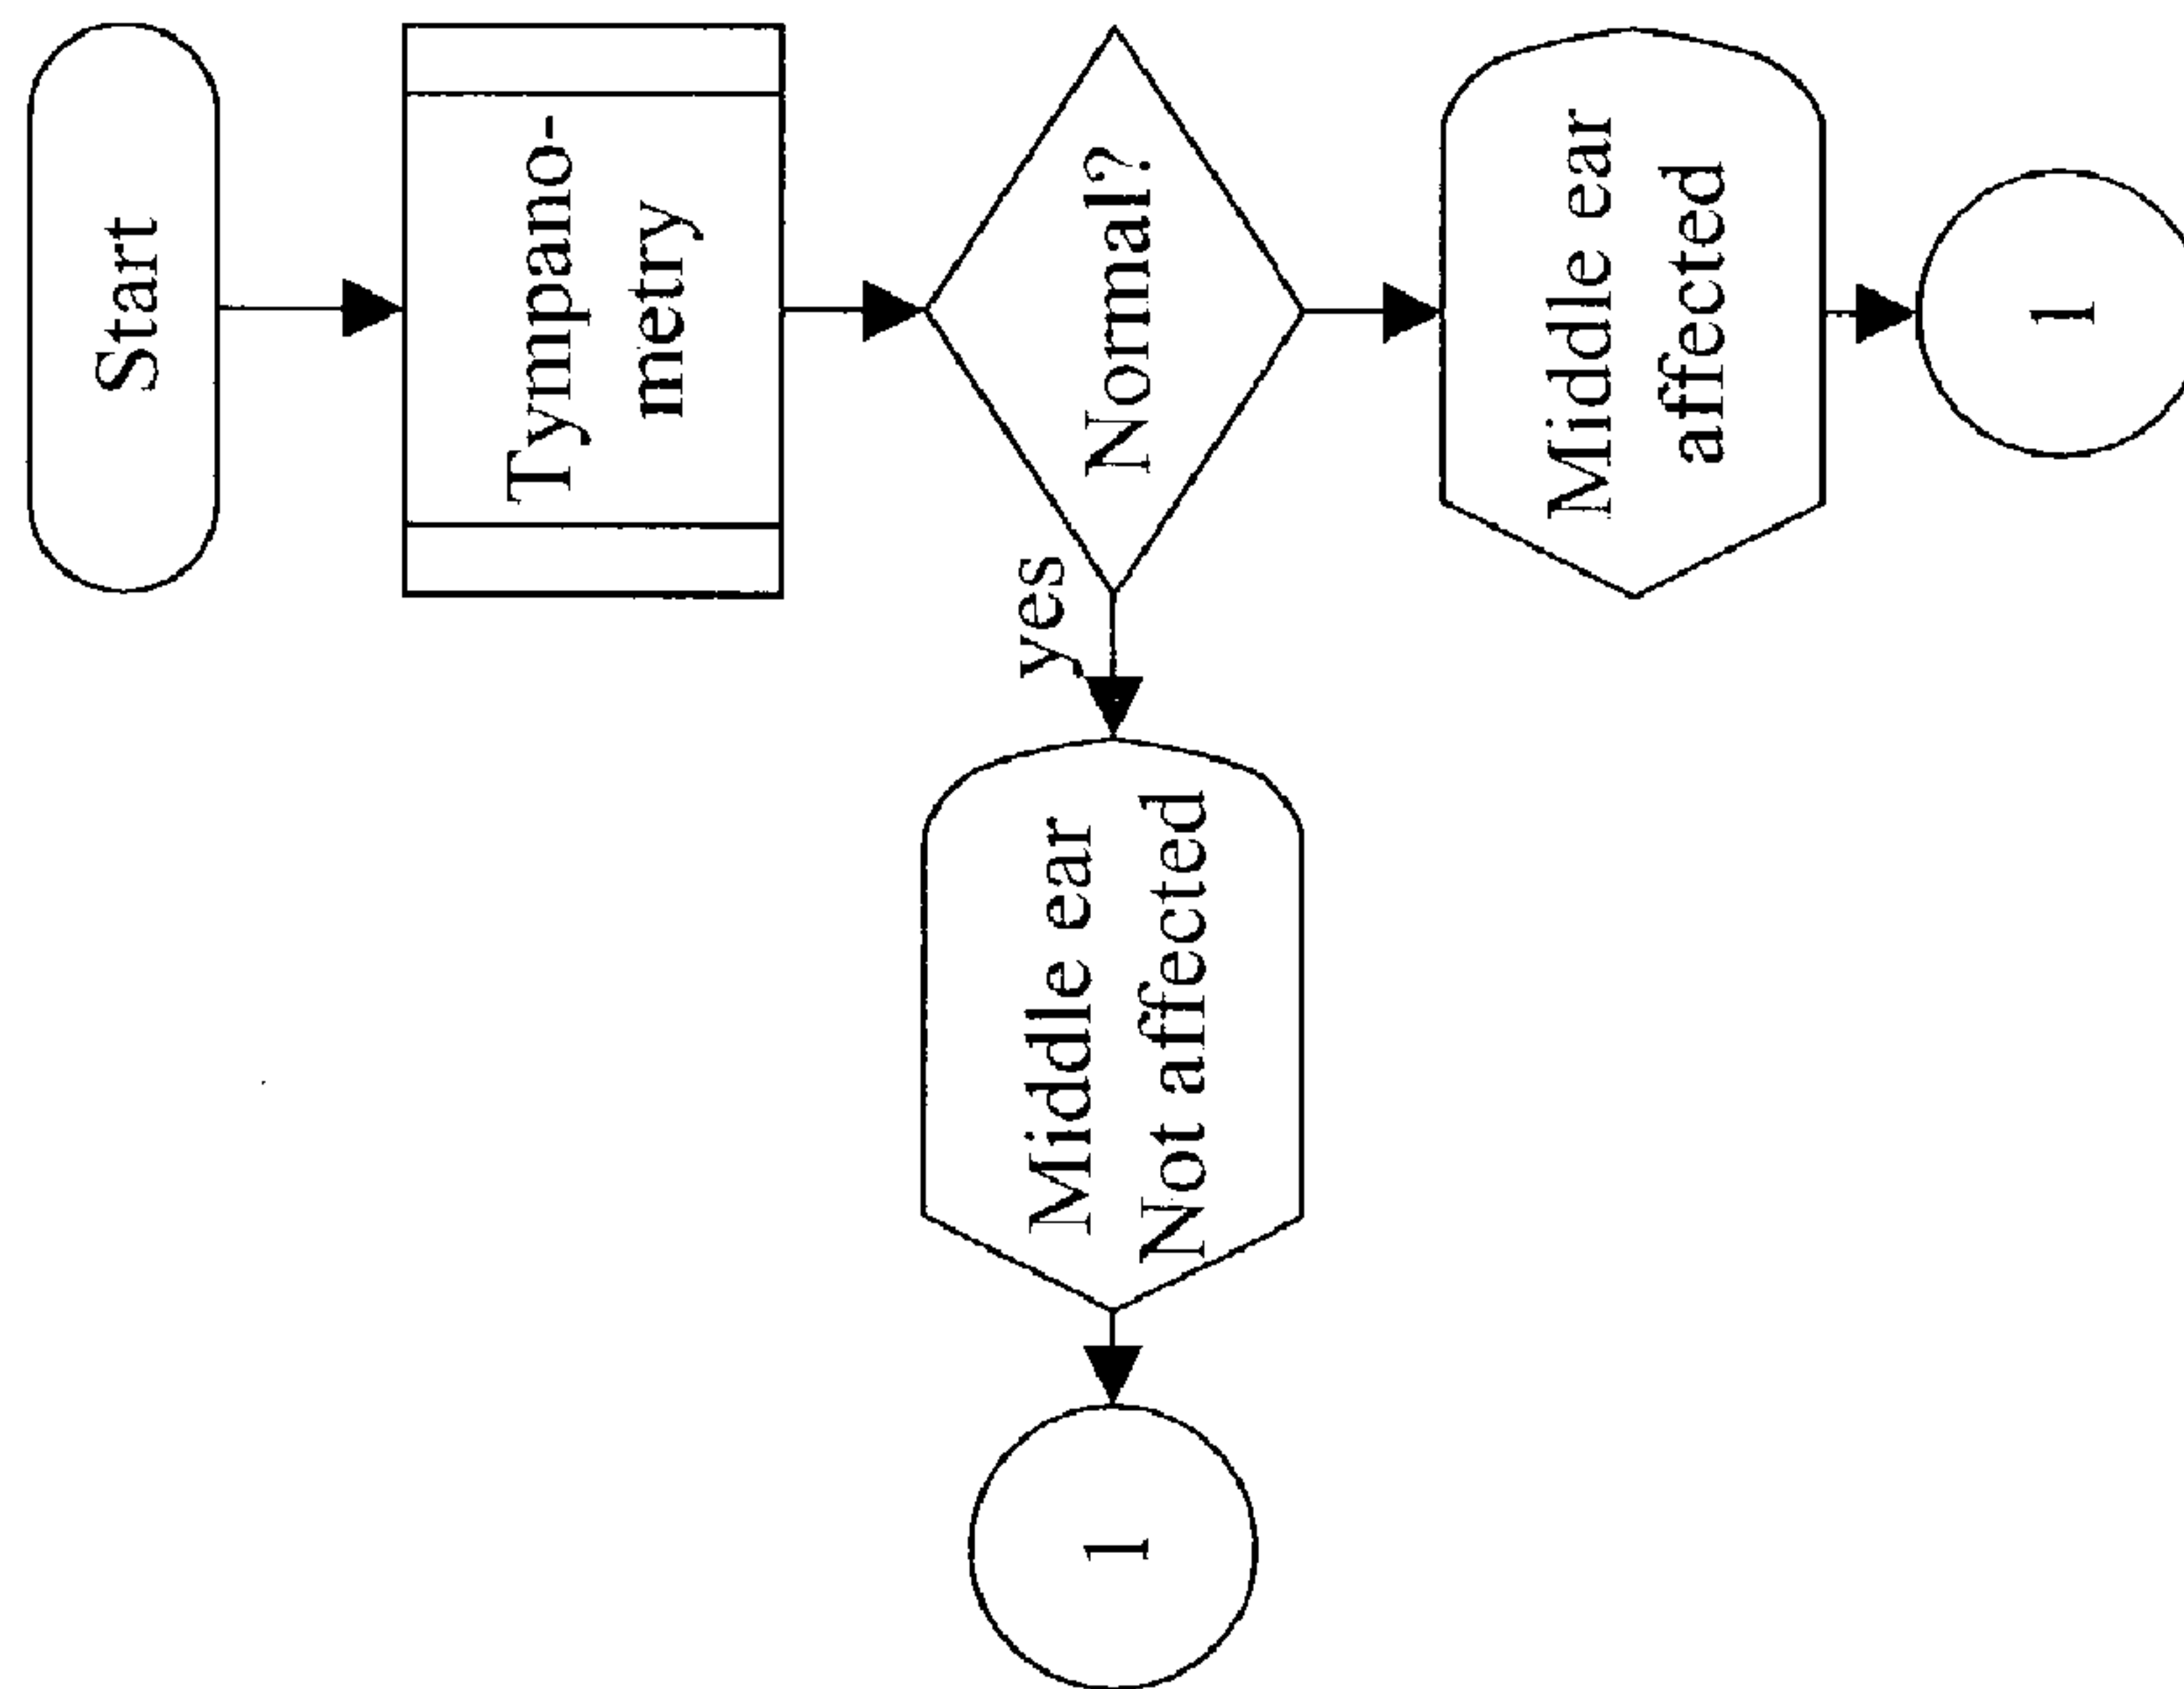 Start
Tympano-
metry
Normal?
yes
Middle ear
affected
1
Middle ear
Not affected
1